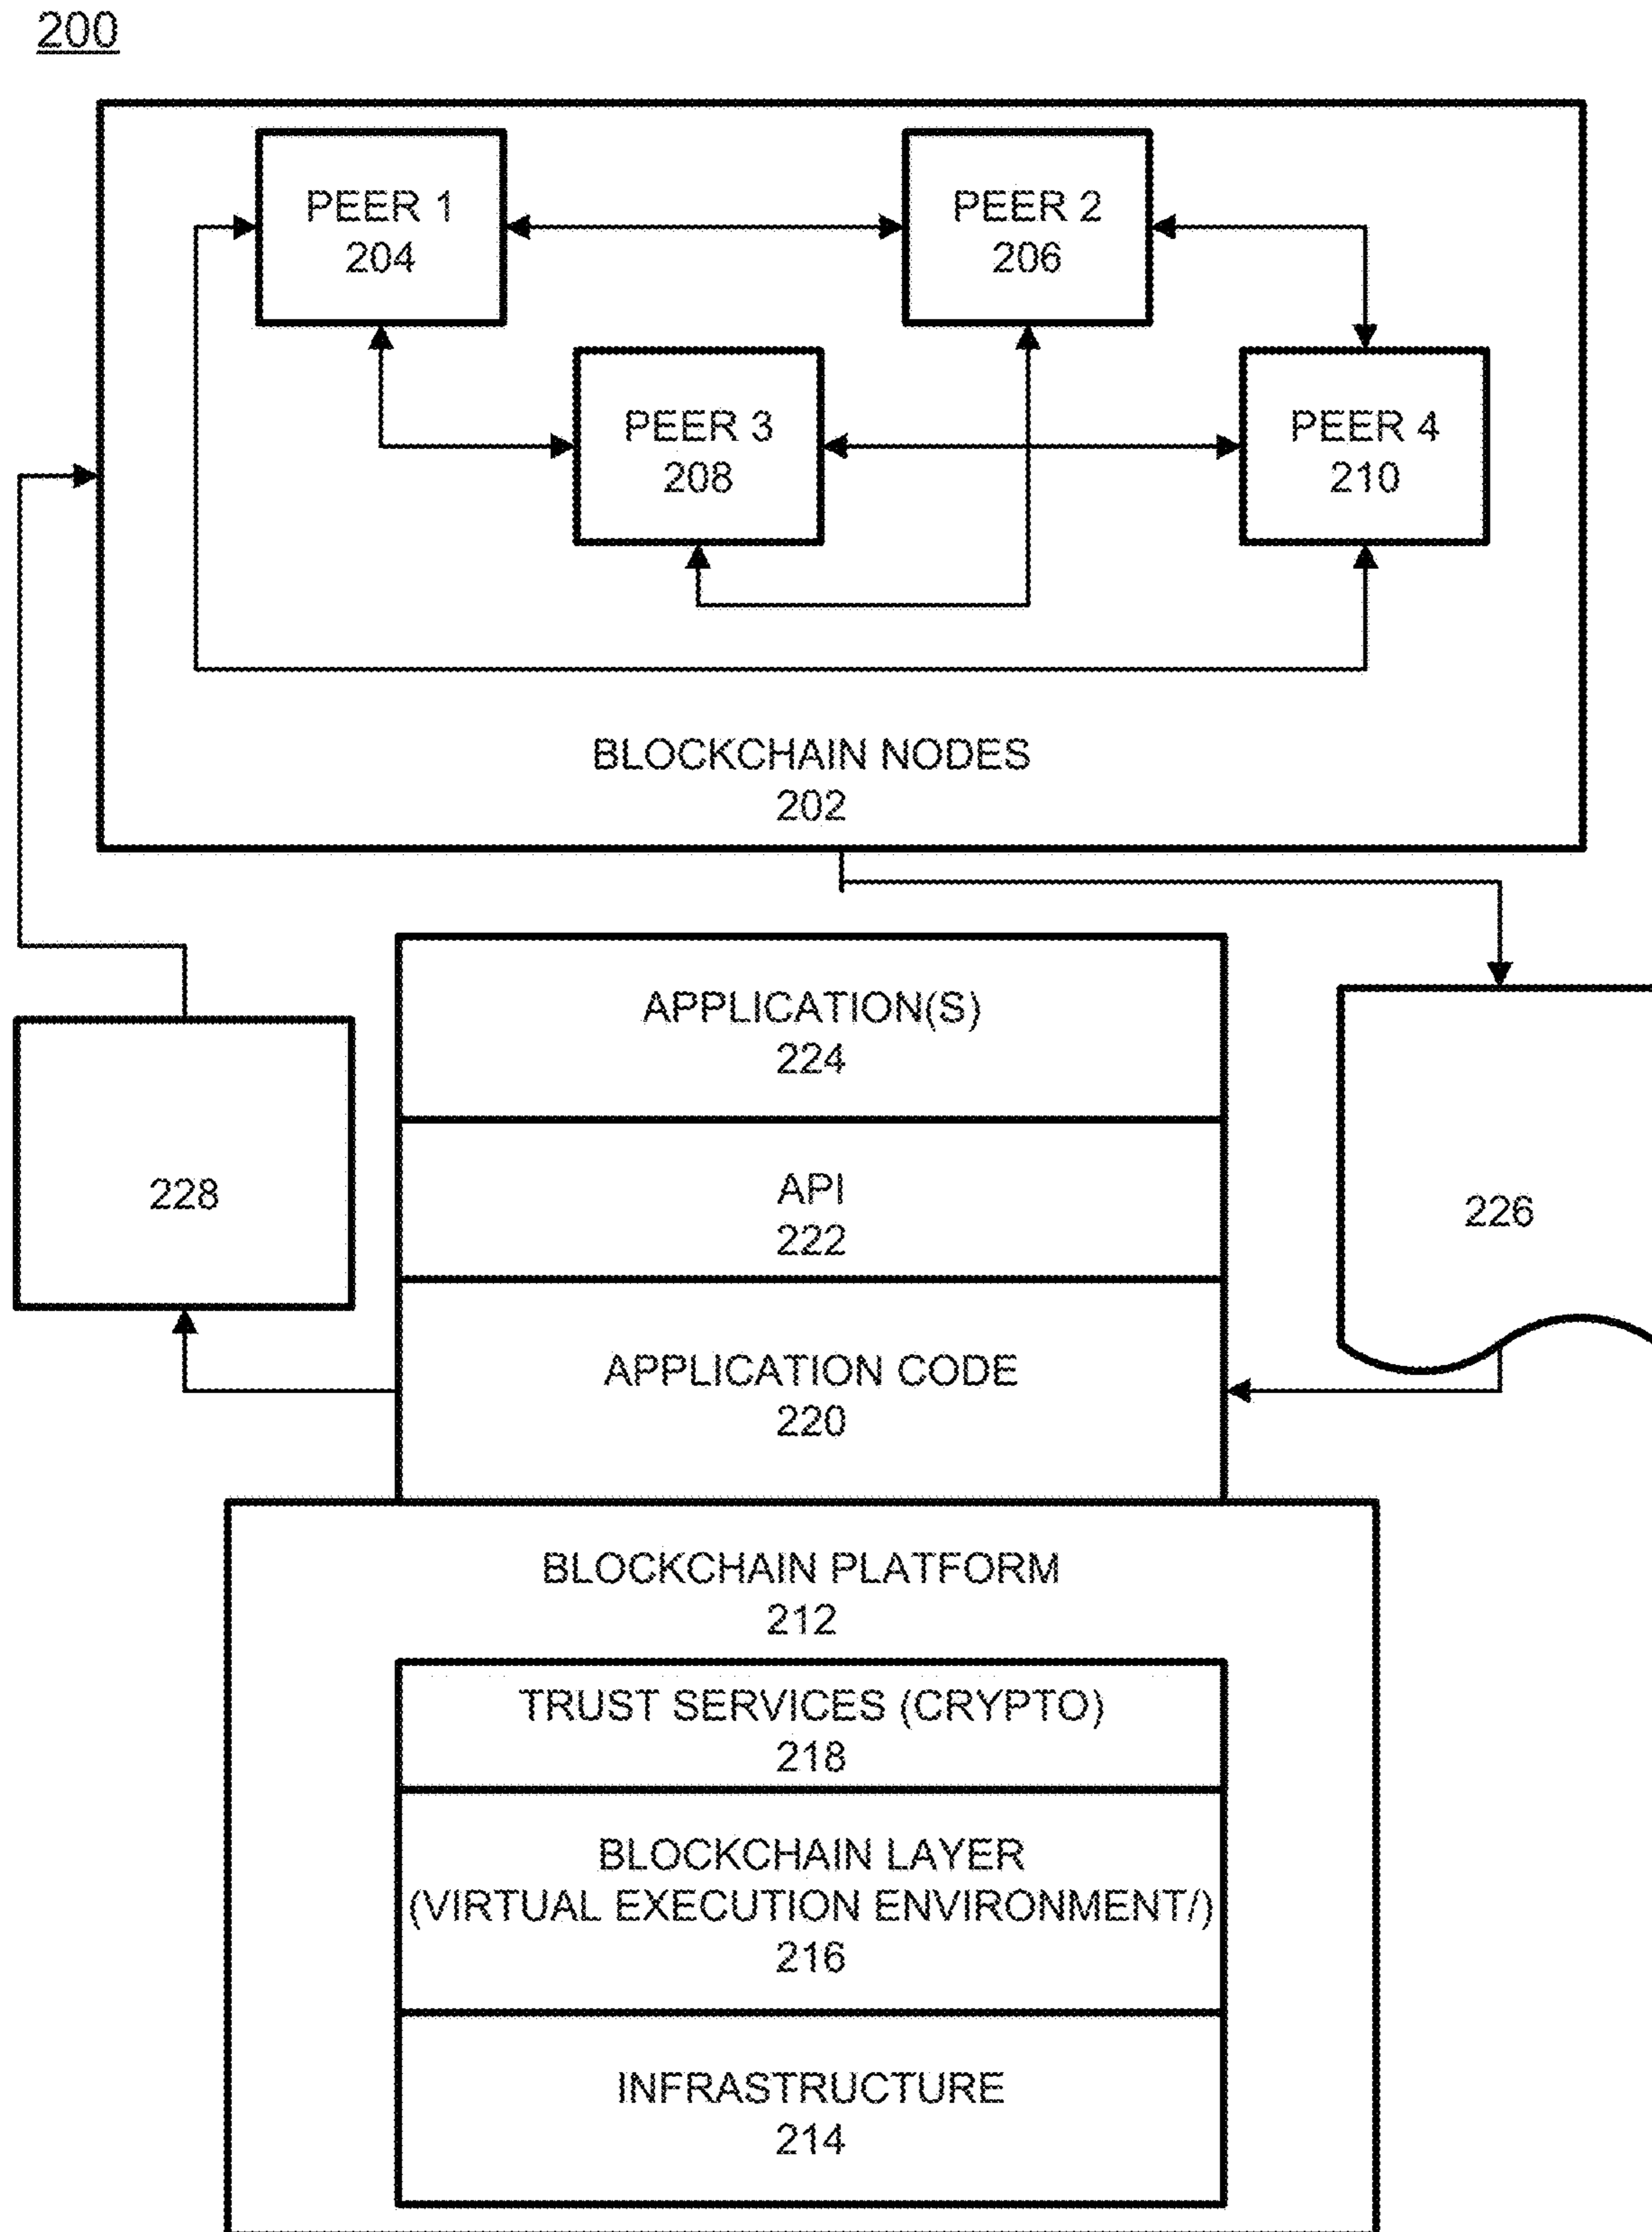 200
PEER 1
204
PEER 2
206
PEER 3
208
PEER 4
210
BLOCKCHAIN NODES
202
APPLICATION(S)
224
API
222
228
226
APPLICATION CODE
220
BLOCKCHAIN PLATFORM
212
TRUST SERVICES (CRYPTO)
218
BLOCKCHAIN LAYER
(VIRTUAL EXECUTION ENVIRONMENT/)
216
INFRASTRUCTURE
214